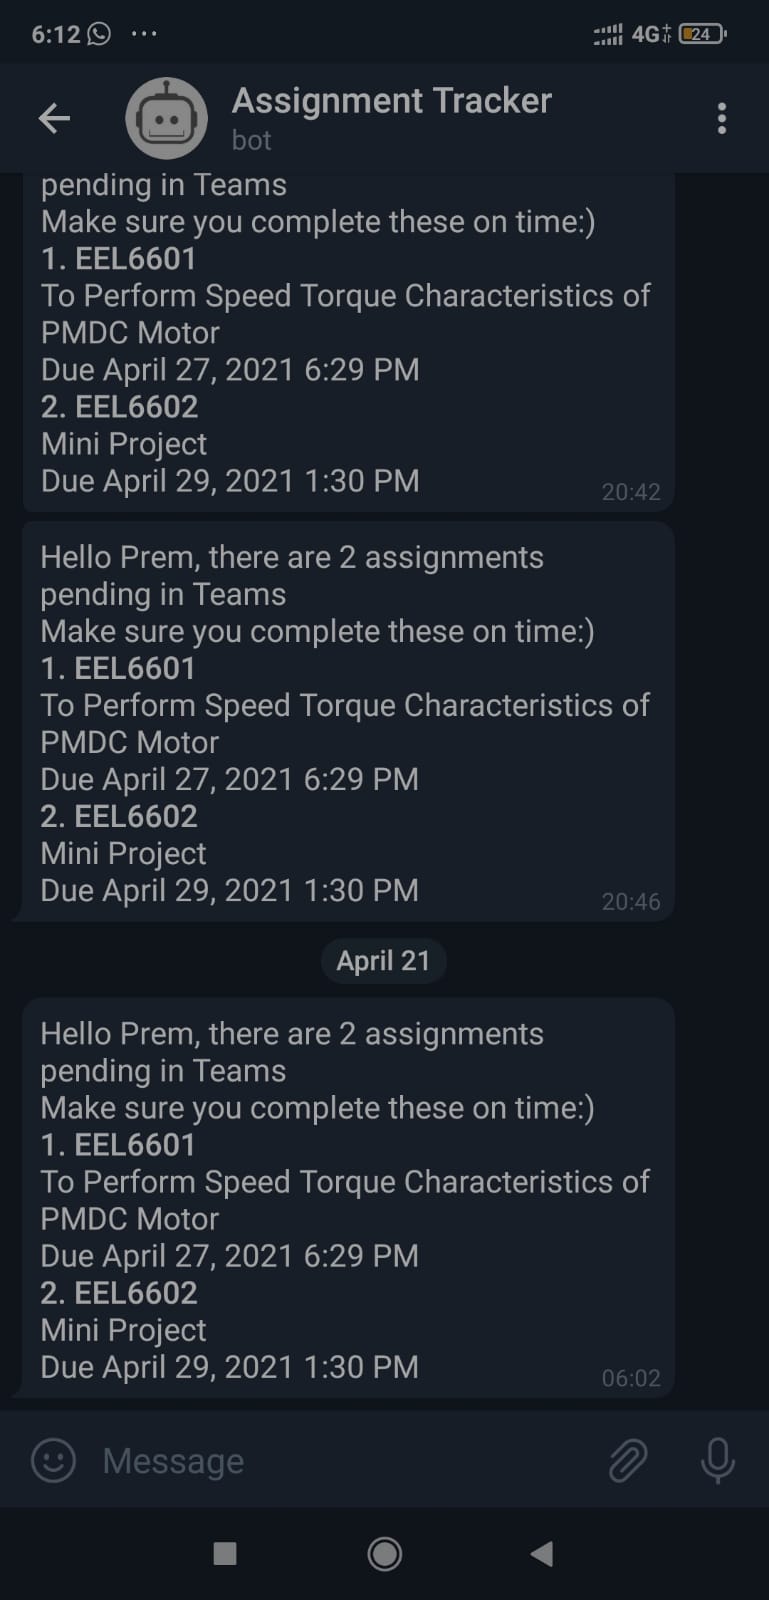 6:12 ... 4G 24
Assignment Tracker
bot
pending in Teams
Make sure you complete these on time:)
1. EEL6601
To Perform Speed Torque Characteristics of
PMDC Motor
Due April 27, 2021 6:29 PM
2. EEL6602
Mini Project
Due April 29, 2021 1:30 PM
20:42
Hello Prem, there are 2 assignments
pending in Teams
Make sure you complete these on time:)
1. EEL6601
To Perform Speed Torque Characteristics of
PMDC Motor
Due April 27, 2021 6:29 PM
2. EEL6602
Mini Project
Due April 29, 2021 1:30 PM
20:46
April 21
Hello Prem, there are 2 assignments
pending in Teams
Make sure you complete these on time:)
1. EEL6601
To Perform Speed Torque Characteristics of
PMDC Motor
Due April 27, 2021 6:29 PM
2. EEL6602
Mini Project
Due April 29, 2021 1:30 PM
06:02
Message